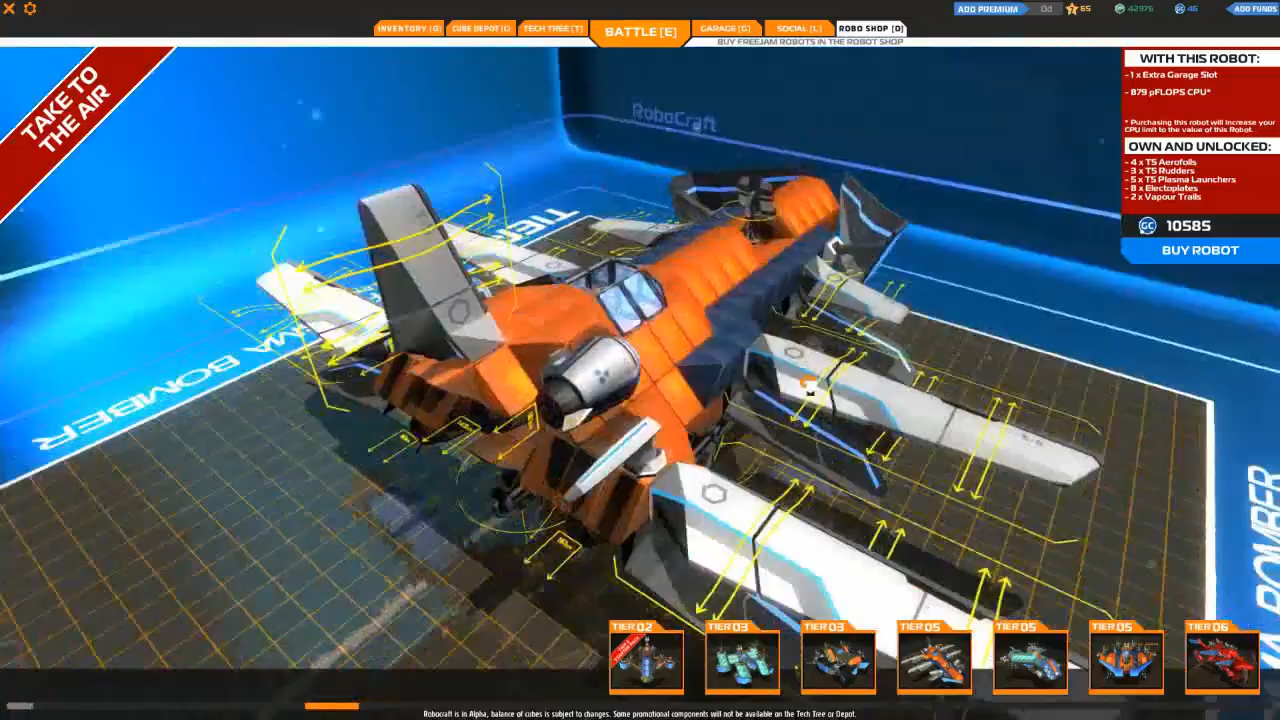 ADD PREMIUM
0d
65
42976
46
ADD FUNDS
INVENTORY [Q]
CUBE DEPOT [C]
TECH TREE [T]
BATTLE [E]
GARAGE [G]
SOCIAL [L]
ROBO SHOP [O]
BUY FREEJAM ROBOTS IN THE ROBOT SHOP
TAKE TO
THE AIR
RoboCraft
WITH THIS ROBOT:
- 1 x Extra Garage Slot
- 879 pFLOPS CPU*
* Purchasing this robot will increase your
CPU limit to the value of this Robot.
OWN AND UNLOCKED:
- 4 x T5 Aerofoils
- 3 x T5 Rudders
- 5 x T5 Plasma Launchers
- 8 x Electoplates
- 2 x Vapour Trails
GC 10585
BUY ROBOT
TIER
MA BOMBER
MA BOMBER
TIER 02
TIER 03
TIER 03
TIER 05
TIER 05
TIER 05
TIER 06
Robocraft is in Alpha, balance of cubes is subject to changes. Some promotional components will not be available on the Tech Tree or Depot.